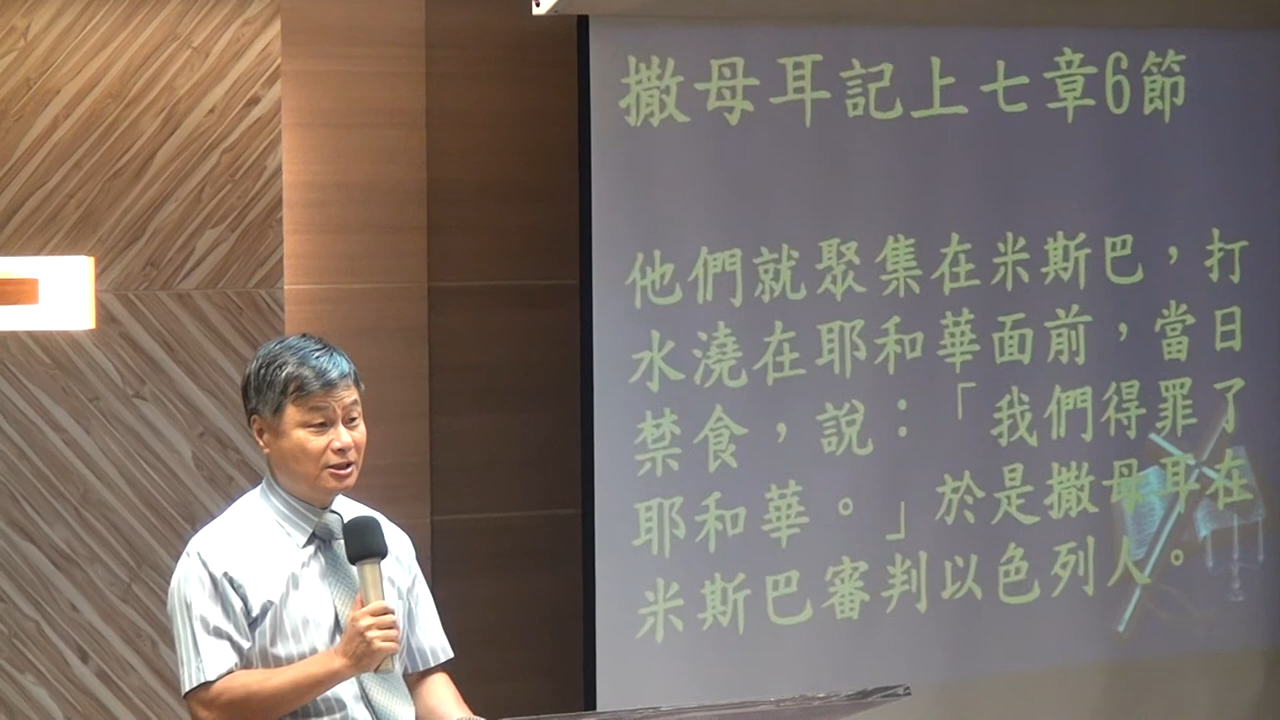 撒母耳記上七章6節
他們就聚集在米斯巴，打
水澆在耶和華面前，當日
禁食，說：「我們得罪了
耶和華。」於是撒母耳在
米斯巴審判以色列人。